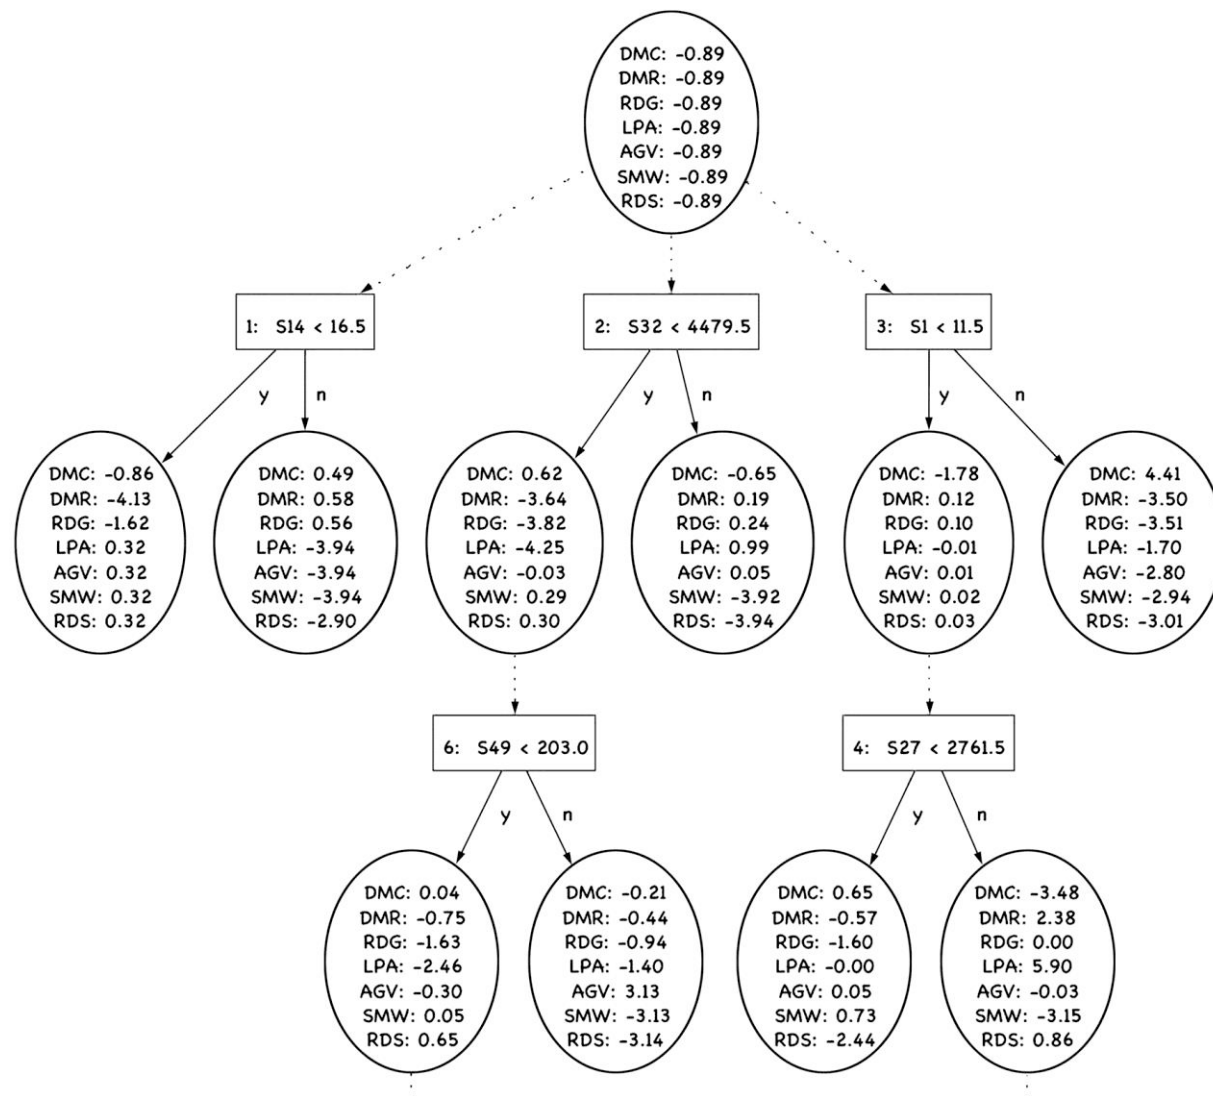 DMC: -0.89
DMR: -0.89
RDG: -0.89
LPA: -0.89
AGV: -0.89
SMW: -0.89
RDS: -0.89
1: S14 < 16.5
2: S32 < 4479.5
3: S1 < 11.5
y
n
y
n
y
n
DMC: -0.86
DMR: -4.13
RDG: -1.62
LPA: 0.32
AGV: 0.32
SMW: 0.32
RDS: 0.32
DMC: 0.49
DMR: 0.58
RDG: 0.56
LPA: -3.94
AGV: -3.94
SMW: -3.94
RDS: -2.90
DMC: 0.62
DMR: -3.64
RDG: -3.82
LPA: -4.25
AGV: -0.03
SMW: 0.29
RDS: 0.30
DMC: -0.65
DMR: 0.19
RDG: 0.24
LPA: 0.99
AGV: 0.05
SMW: -3.92
RDS: -3.94
DMC: -1.78
DMR: 0.12
RDG: 0.10
LPA: -0.01
AGV: 0.01
SMW: 0.02
RDS: 0.03
DMC: 4.41
DMR: -3.50
RDG: -3.51
LPA: -1.70
AGV: -2.80
SMW: -2.94
RDS: -3.01
6: S49 < 203.0
4: S27 < 2761.5
y
n
y
n
DMC: 0.04
DMR: -0.75
RDG: -1.63
LPA: -2.46
AGV: -0.30
SMW: 0.05
RDS: 0.65
DMC: -0.21
DMR: -0.44
RDG: -0.94
LPA: -1.40
AGV: 3.13
SMW: -3.13
RDS: -3.14
DMC: 0.65
DMR: -0.57
RDG: -1.60
LPA: -0.00
AGV: 0.05
SMW: 0.73
RDS: -2.44
DMC: -3.48
DMR: 2.38
RDG: 0.00
LPA: 5.90
AGV: -0.03
SMW: -3.15
RDS: 0.86